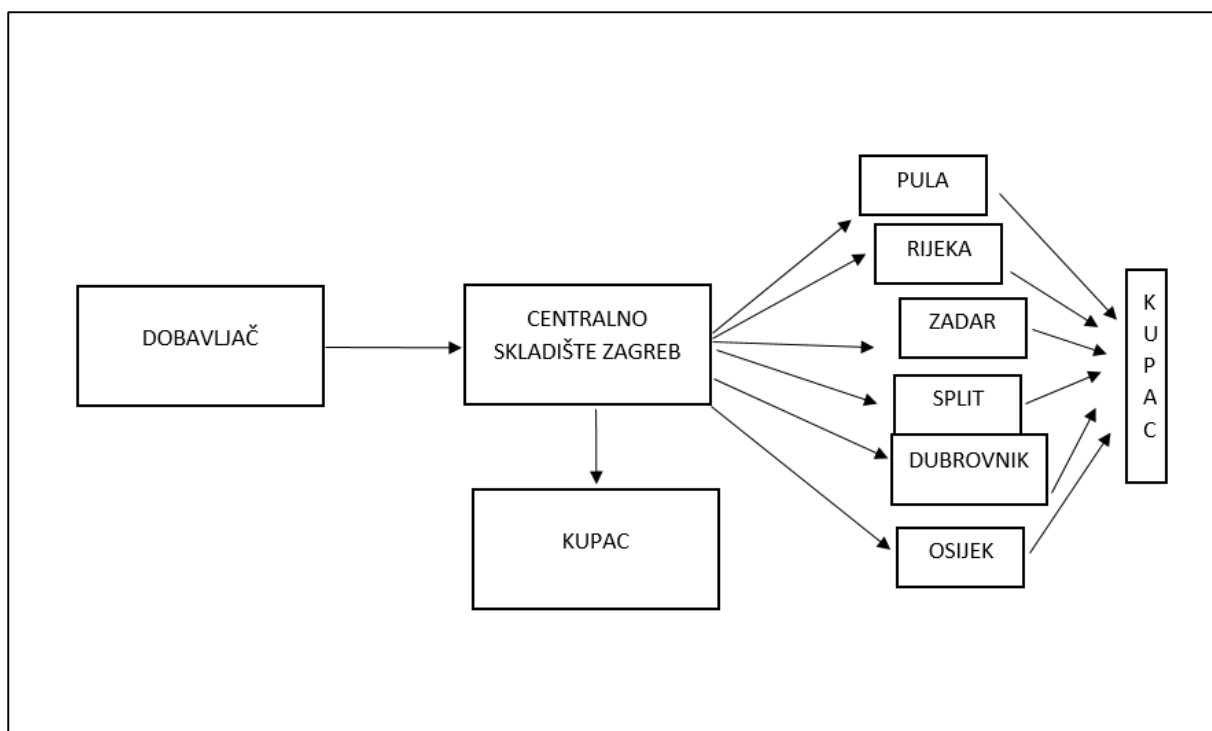 DOBAVLJAČ
CENTRALNO
SKLADIŠTE ZAGREB
KUPAC
PULA
RIJEKA
ZADAR
SPLIT
DUBROVNIK
OSIJEK
K
U
P
A
C